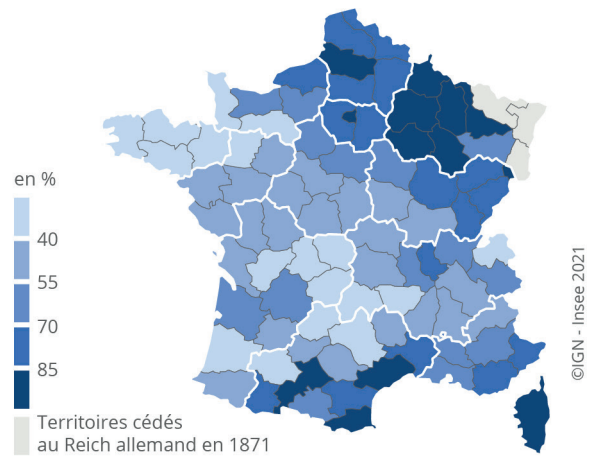 en %
40
55
70
85
Territoires cédés
au Reich allemand en 1871
©IGN - Insee 2021